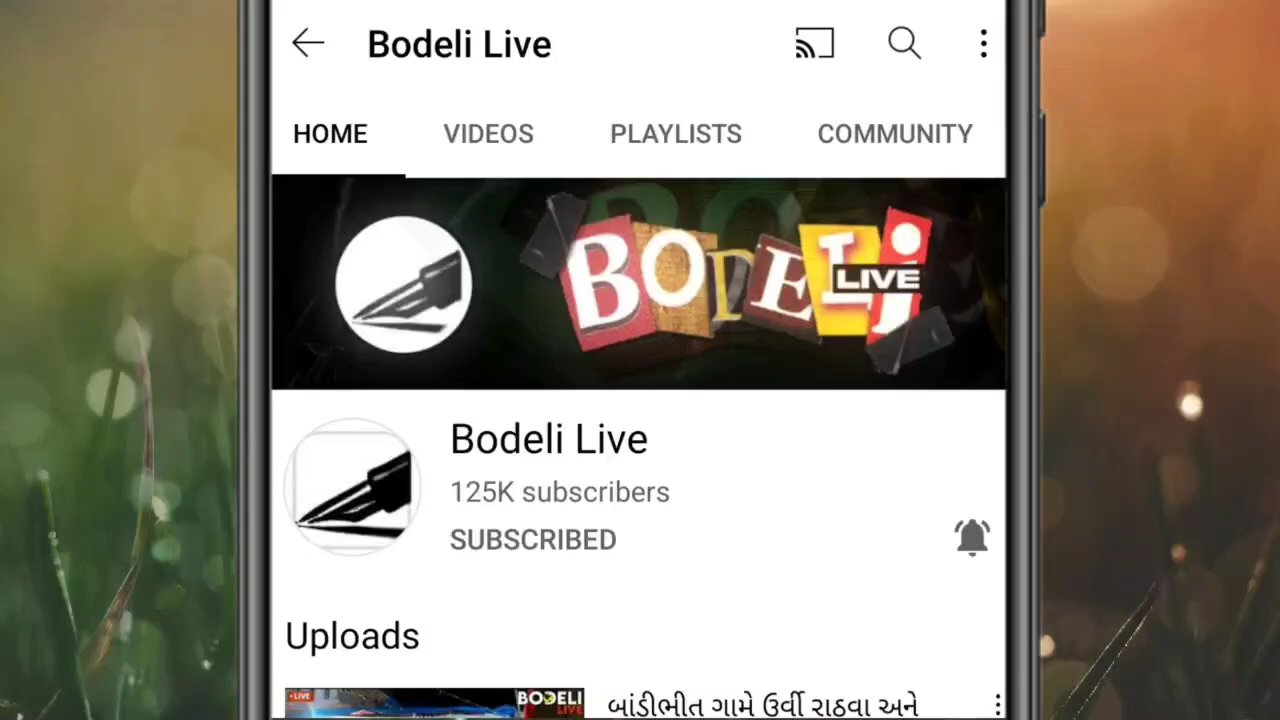 Bodeli Live
HOME VIDEOS PLAYLISTS COMMUNITY
BODELI
LIVE
Bodeli Live
125K subscribers
SUBSCRIBED
Uploads
LIVE
BODELI
LIVE
બાંડીભીત ગામે ઉર્વી રાઠવા અને